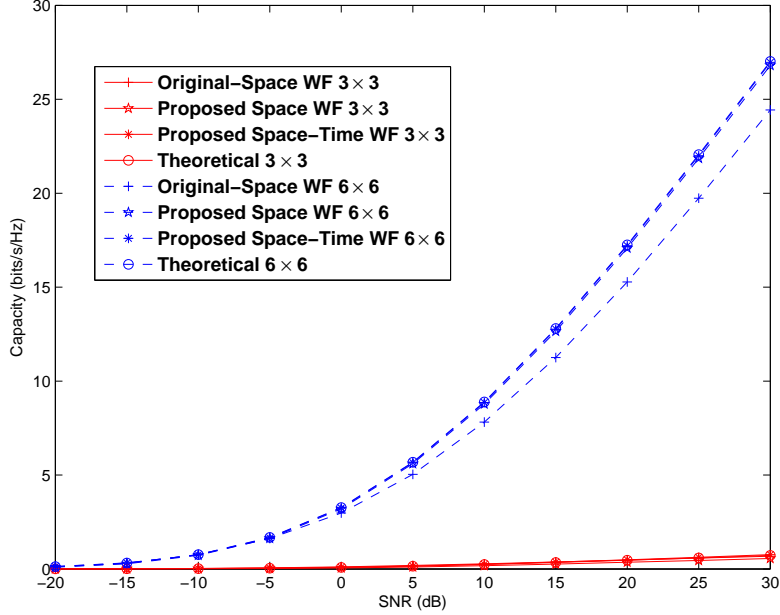 30
25
20
15
10
5
0
Capacity (bits/s/Hz)
Original−Space WF 3×3
Proposed Space WF 3×3
Proposed Space−Time WF 3×3
Theoretical 3×3
Original−Space WF 6×6
Proposed Space WF 6×6
Proposed Space−Time WF 6×6
Theoretical 6×6
−20 −15 −10 −5 0 5 10 15 20 25 30
SNR (dB)